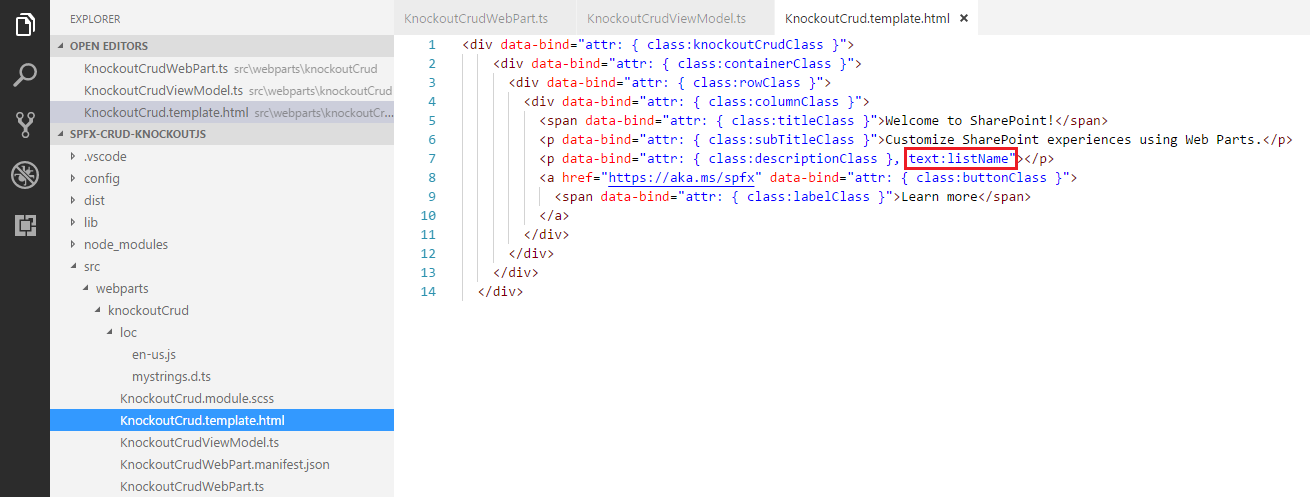 EXPLORER
OPEN EDITORS
KnockoutCrudWebPart.ts src\webparts\knockoutCrud
KnockoutCrudViewModel.ts src\webparts\knockoutCrud
KnockoutCrud.template.html src\webparts\knockoutCr...
SPFX-CRUD-KNOCKOUTJS
.vscode
config
dist
lib
node_modules
src
webparts
knockoutCrud
loc
en-us.js
mystrings.d.ts
KnockoutCrud.module.scss
KnockoutCrud.template.html
KnockoutCrudViewModel.ts
KnockoutCrudWebPart.manifest.json
KnockoutCrudWebPart.ts
KnockoutCrudWebPart.ts KnockoutCrudViewModel.ts KnockoutCrud.template.html ×
1 <div data-bind="attr: { class:knockoutCrudClass }">
2 <div data-bind="attr: { class:containerClass }">
3 <div data-bind="attr: { class:rowClass }">
4 <div data-bind="attr: { class:columnClass }">
5 <span data-bind="attr: { class:titleClass }">Welcome to SharePoint!</span>
6 <p data-bind="attr: { class:subTitleClass }">Customize SharePoint experiences using Web Parts.</p>
7 <p data-bind="attr: { class:descriptionClass }, text:listName"></p>
8 <a href="https://aka.ms/spfx" data-bind="attr: { class:buttonClass }">
9 <span data-bind="attr: { class:labelClass }">Learn more</span>
10 </a>
11 </div>
12 </div>
13 </div>
14 </div>